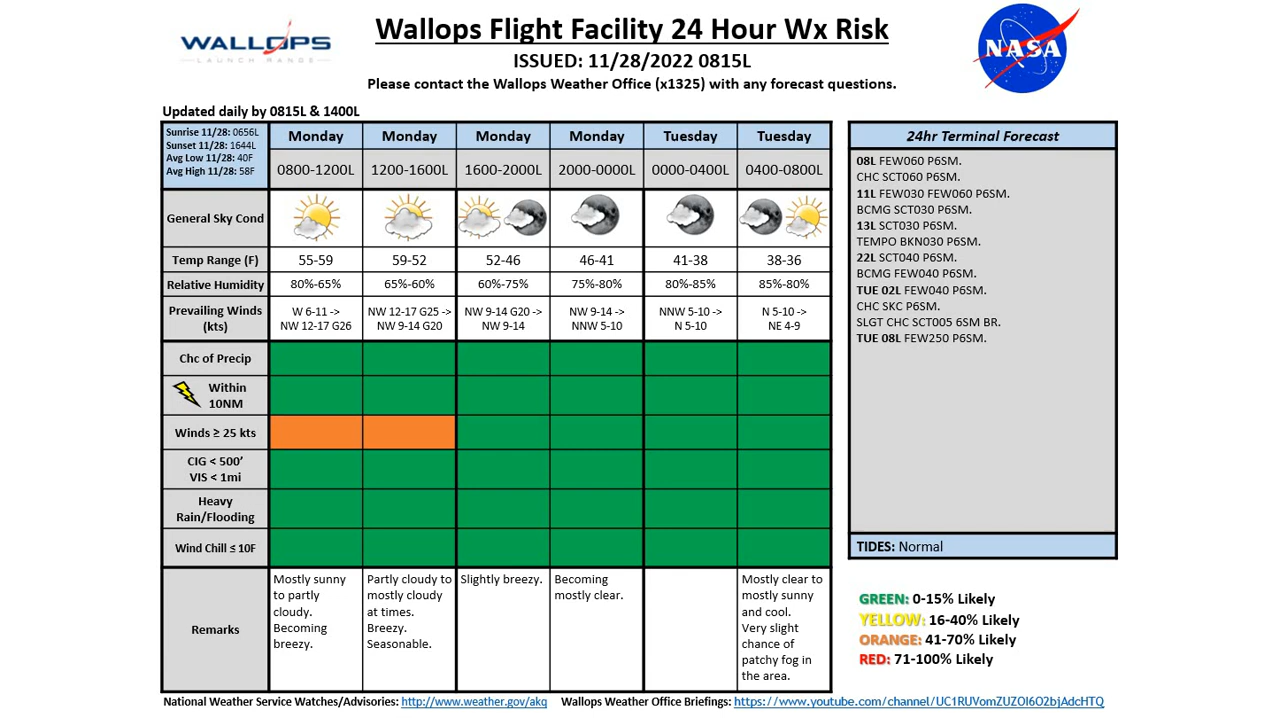 WALLOPS
LAUNCH RANGE
Wallops Flight Facility 24 Hour Wx Risk
ISSUED: 11/28/2022 0815L
Please contact the Wallops Weather Office (x1325) with any forecast questions.
NASA
Updated daily by 0815L & 1400L
Sunrise 11/28: 0656L
Sunset 11/28: 1644L
Avg Low 11/28: 40F
Avg High 11/28: 58F
Monday Monday Monday Monday Tuesday Tuesday
0800-1200L 1200-1600L 1600-2000L 2000-0000L 0000-0400L 0400-0800L
General Sky Cond
Temp Range (F) 55-59 59-52 52-46 46-41 41-38 38-36
Relative Humidity 80%-65% 65%-60% 60%-75% 75%-80% 80%-85% 85%-80%
Prevailing Winds W 6-11 -> NW 12-17 G25 -> NW 9-14 G20 -> NW 9-14 -> NNW 5-10 -> N 5-10 ->
(kts) NW 12-17 G26 NW 9-14 G20 NW 9-14 NNW 5-10 N 5-10 NE 4-9
Chc of Precip
Within
10NM
Winds ≥ 25 kts
CIG < 500’
VIS < 1mi
Heavy
Rain/Flooding
Wind Chill ≤ 10F
Remarks
Mostly sunny
to partly
cloudy.
Becoming
breezy.
Partly cloudy to
mostly cloudy
at times.
Breezy.
Seasonable.
Slightly breezy.
Becoming
mostly clear.
Mostly clear to
mostly sunny
and cool.
Very slight
chance of
patchy fog in
the area.
24hr Terminal Forecast
08L FEW060 P6SM.
CHC SCT060 P6SM.
11L FEW030 FEW060 P6SM.
BCMG SCT030 P6SM.
13L SCT030 P6SM.
TEMPO BKN030 P6SM.
22L SCT040 P6SM.
BCMG FEW040 P6SM.
TUE 02L FEW040 P6SM.
CHC SKC P6SM.
SLGT CHC SCT005 6SM BR.
TUE 08L FEW250 P6SM.
TIDES: Normal
GREEN: 0-15% Likely
YELLOW: 16-40% Likely
ORANGE: 41-70% Likely
RED: 71-100% Likely
National Weather Service Watches/Advisories: http://www.weather.gov/akq Wallops Weather Office Briefings: https://www.youtube.com/channel/UC1RUVomZUZOI6O2bjAdcHTQ